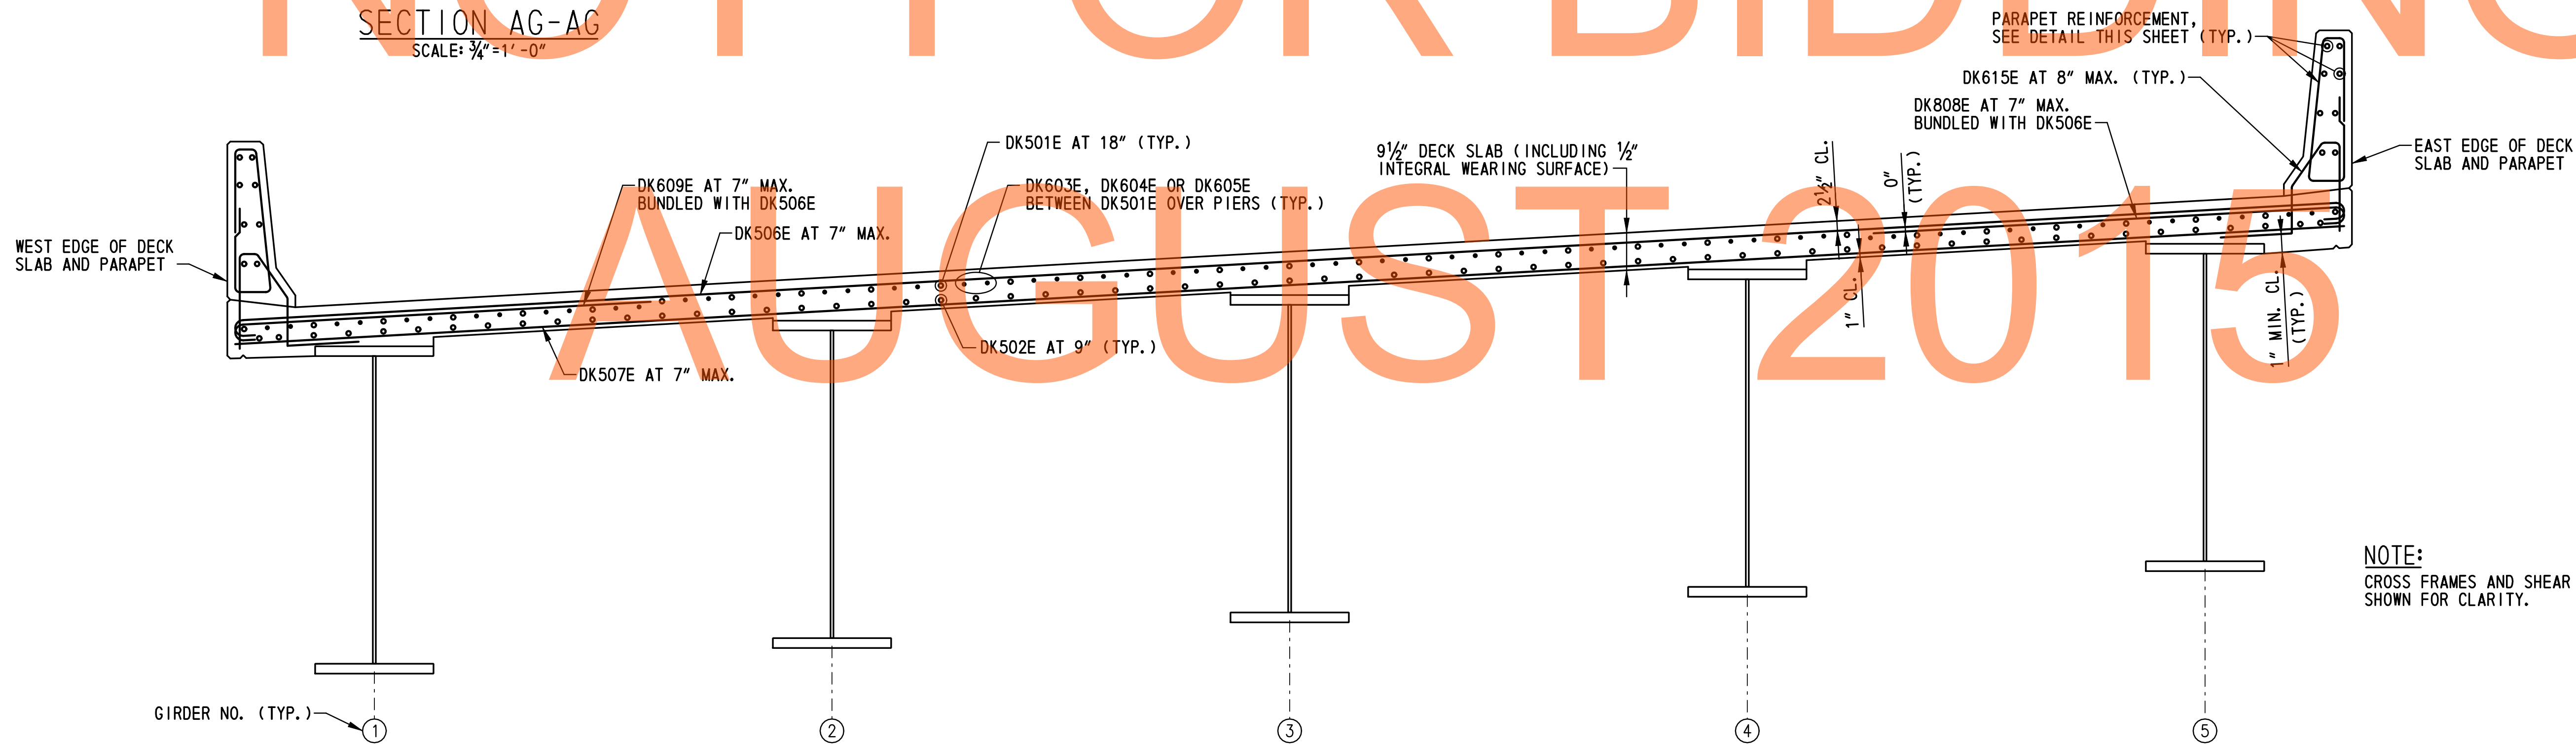 SECTION AG-AG
SCALE: 3/4"=1'-0"
NOT FOR BIDDING
AUGUST 2015
PARAPET REINFORCEMENT,
SEE DETAIL THIS SHEET (TYP.)
DK615E AT 8" MAX. (TYP.)
DK808E AT 7" MAX.
BUNDLED WITH DK506E
EAST EDGE OF DECK
SLAB AND PARAPET
DK501E AT 18" (TYP.)
9½" DECK SLAB (INCLUDING ½"
INTEGRAL WEARING SURFACE)
2½" CL.
0"
(TYP.)
DK609E AT 7" MAX.
BUNDLED WITH DK506E
DK603E, DK604E OR DK605E
BETWEEN DK501E OVER PIERS (TYP.)
DK506E AT 7" MAX.
WEST EDGE OF DECK
SLAB AND PARAPET
1" CL.
1" MIN. CL.
(TYP.)
DK502E AT 9" (TYP.)
DK507E AT 7" MAX.
NOTE:
CROSS FRAMES AND SHEAR
SHOWN FOR CLARITY.
GIRDER NO. (TYP.)
1
2
3
4
5